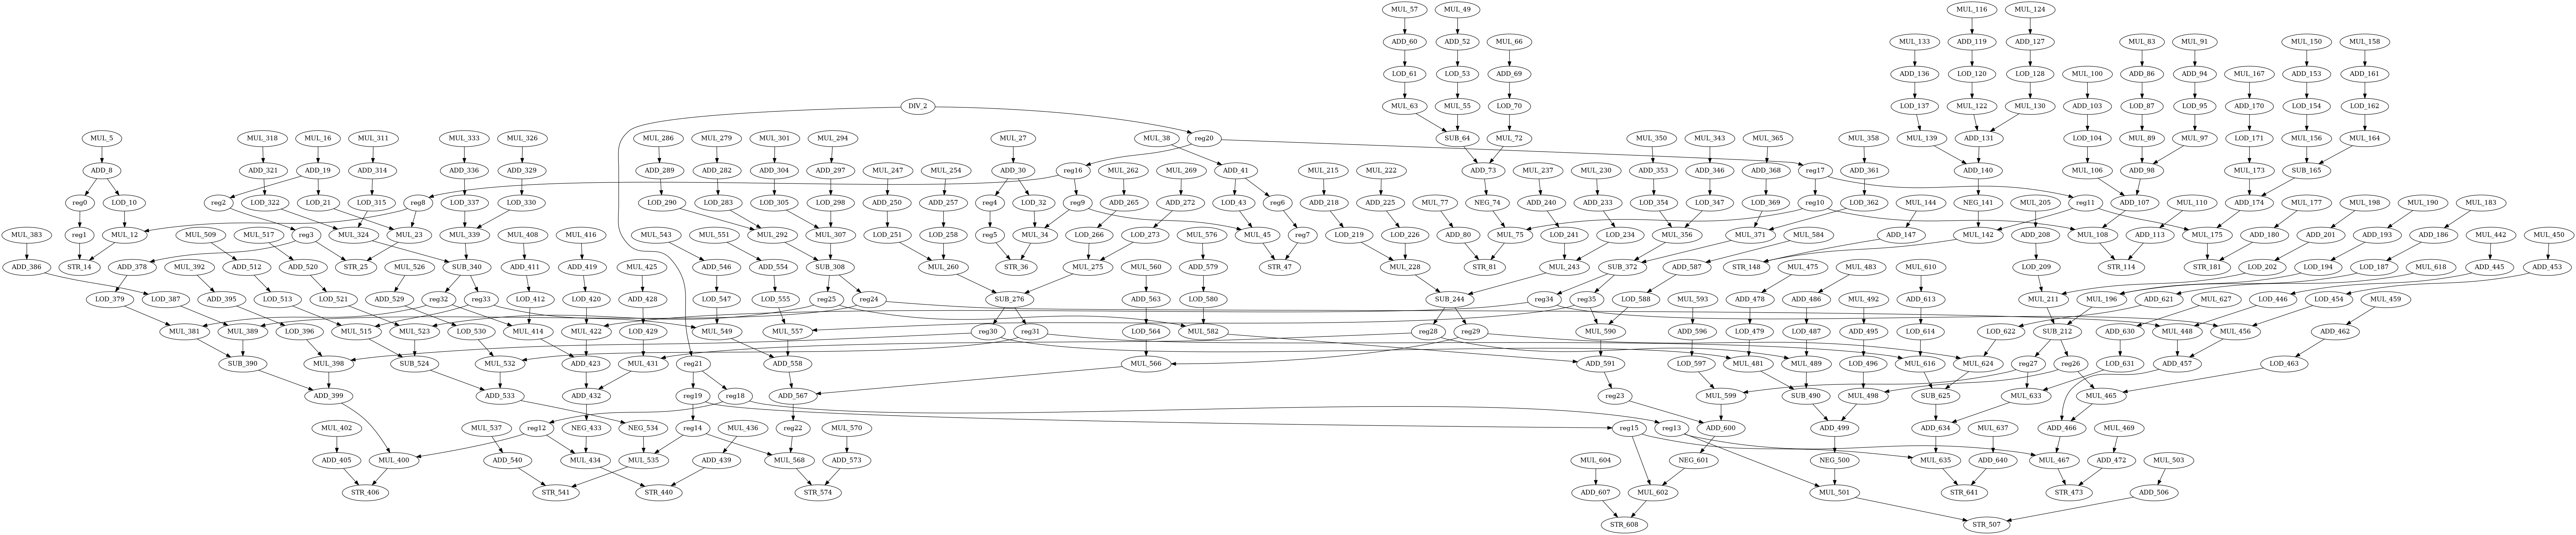 MUL_57 MUL_49 MUL_116 MUL_124
ADD_60 ADD_52 MUL_66 MUL_133 ADD_119 ADD_127 MUL_83 MUL_91 MUL_150 MUL_158
LOD_61 LOD_53 ADD_69 ADD_136 LOD_120 LOD_128 MUL_100 ADD_86 ADD_94 MUL_167 ADD_153 ADD_161
DIV_2 MUL_63 MUL_55 LOD_70 LOD_137 MUL_122 MUL_130 ADD_103 LOD_87 LOD_95 ADD_170 LOD_154 LOD_162
MUL_5 MUL_318 MUL_16 MUL_311 MUL_333 MUL_326 MUL_286 MUL_279 MUL_301 MUL_294 MUL_27 MUL_38 reg20 SUB_64 MUL_72 MUL_350 MUL_343 MUL_365 MUL_358 MUL_139 ADD_131 LOD_104 MUL_89 MUL_97 LOD_171 MUL_156 MUL_164
ADD_8 ADD_321 ADD_19 ADD_314 ADD_336 ADD_329 ADD_289 ADD_282 ADD_304 ADD_297 MUL_247 MUL_254 ADD_30 reg16 MUL_262 MUL_269 ADD_41 MUL_215 MUL_222 ADD_73 MUL_237 MUL_230 ADD_353 ADD_346 ADD_368 reg17 ADD_361 ADD_140 MUL_106 ADD_98 MUL_173 SUB_165
reg0 LOD_10 reg2 LOD_322 LOD_21 LOD_315 reg8 LOD_337 LOD_330 LOD_290 LOD_283 LOD_305 LOD_298 ADD_250 ADD_257 reg4 LOD_32 reg9 ADD_265 ADD_272 LOD_43 reg6 ADD_218 ADD_225 MUL_77 NEG_74 ADD_240 ADD_233 LOD_354 LOD_347 LOD_369 reg10 LOD_362 MUL_144 NEG_141 MUL_205 reg11 ADD_107 MUL_110 ADD_174 MUL_177 MUL_198 MUL_190 MUL_183
MUL_383 reg1 MUL_12 MUL_509 MUL_517 reg3 MUL_324 MUL_23 MUL_339 MUL_408 MUL_416 MUL_543 MUL_551 MUL_292 MUL_307 LOD_251 LOD_258 reg5 MUL_34 LOD_266 LOD_273 MUL_576 MUL_45 reg7 LOD_219 LOD_226 ADD_80 MUL_75 LOD_241 LOD_234 MUL_356 MUL_371 MUL_584 ADD_147 MUL_142 ADD_208 MUL_108 ADD_113 MUL_175 ADD_180 ADD_201 ADD_193 ADD_186 MUL_442 MUL_450
ADD_386 STR_14 ADD_378 MUL_392 ADD_512 ADD_520 STR_25 MUL_526 SUB_340 ADD_411 ADD_419 MUL_425 ADD_546 ADD_554 SUB_308 MUL_260 STR_36 MUL_275 MUL_560 ADD_579 STR_47 MUL_228 STR_81 MUL_243 SUB_372 ADD_587 STR_148 MUL_475 MUL_483 MUL_610 LOD_209 STR_114 STR_181 LOD_202 LOD_194 LOD_187 MUL_618 ADD_445 ADD_453
LOD_379 LOD_387 ADD_395 LOD_513 LOD_521 ADD_529 reg32 reg33 LOD_412 LOD_420 ADD_428 LOD_547 LOD_555 reg25 reg24 SUB_276 ADD_563 LOD_580 SUB_244 reg34 reg35 LOD_588 MUL_593 ADD_478 ADD_486 MUL_492 ADD_613 MUL_211 MUL_196 ADD_621 MUL_627 LOD_446 LOD_454 MUL_459
MUL_381 MUL_389 LOD_396 MUL_515 MUL_523 LOD_530 MUL_414 MUL_422 LOD_429 MUL_549 MUL_557 reg30 reg31 LOD_564 MUL_582 reg28 reg29 MUL_590 ADD_596 LOD_479 LOD_487 ADD_495 LOD_614 LOD_622 SUB_212 ADD_630 MUL_448 MUL_456 ADD_462
SUB_390 MUL_398 SUB_524 MUL_532 ADD_423 MUL_431 reg21 ADD_558 MUL_566 ADD_591 LOD_597 MUL_481 MUL_489 LOD_496 MUL_616 MUL_624 reg27 reg26 LOD_631 ADD_457 LOD_463
ADD_399 ADD_533 ADD_432 reg19 reg18 ADD_567 reg23 MUL_599 SUB_490 MUL_498 SUB_625 MUL_633 MUL_465
MUL_402 MUL_537 reg12 NEG_433 NEG_534 reg14 MUL_436 reg22 MUL_570 reg15 reg13 ADD_600 ADD_499 ADD_634 MUL_637 ADD_466 MUL_469
ADD_405 MUL_400 ADD_540 MUL_434 MUL_535 ADD_439 MUL_568 ADD_573 MUL_604 NEG_601 NEG_500 MUL_635 ADD_640 MUL_467 ADD_472 MUL_503
STR_406 STR_541 STR_440 STR_574 ADD_607 MUL_602 MUL_501 STR_641 STR_473 ADD_506
STR_608 STR_507